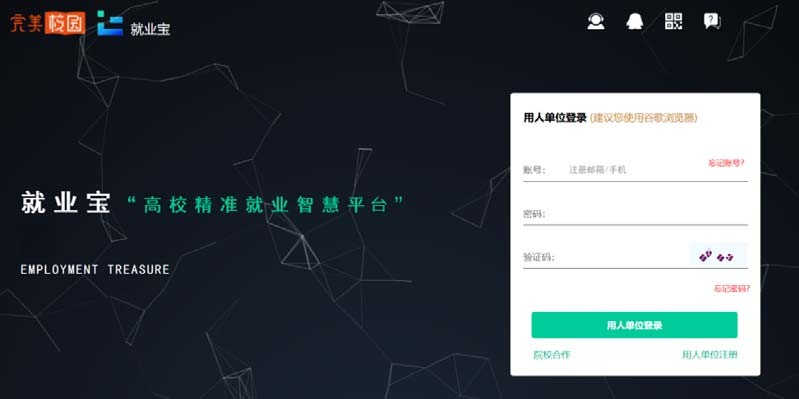 完美校园 就业宝
用人单位登录 (建议您使用谷歌浏览器)
忘记账号?
账号: 注册邮箱/手机
就业宝 “高校精准就业智慧平台”
密码:
验证码:
EMPLOYMENT TREASURE
忘记密码?
用人单位登录
院校合作 用人单位注册